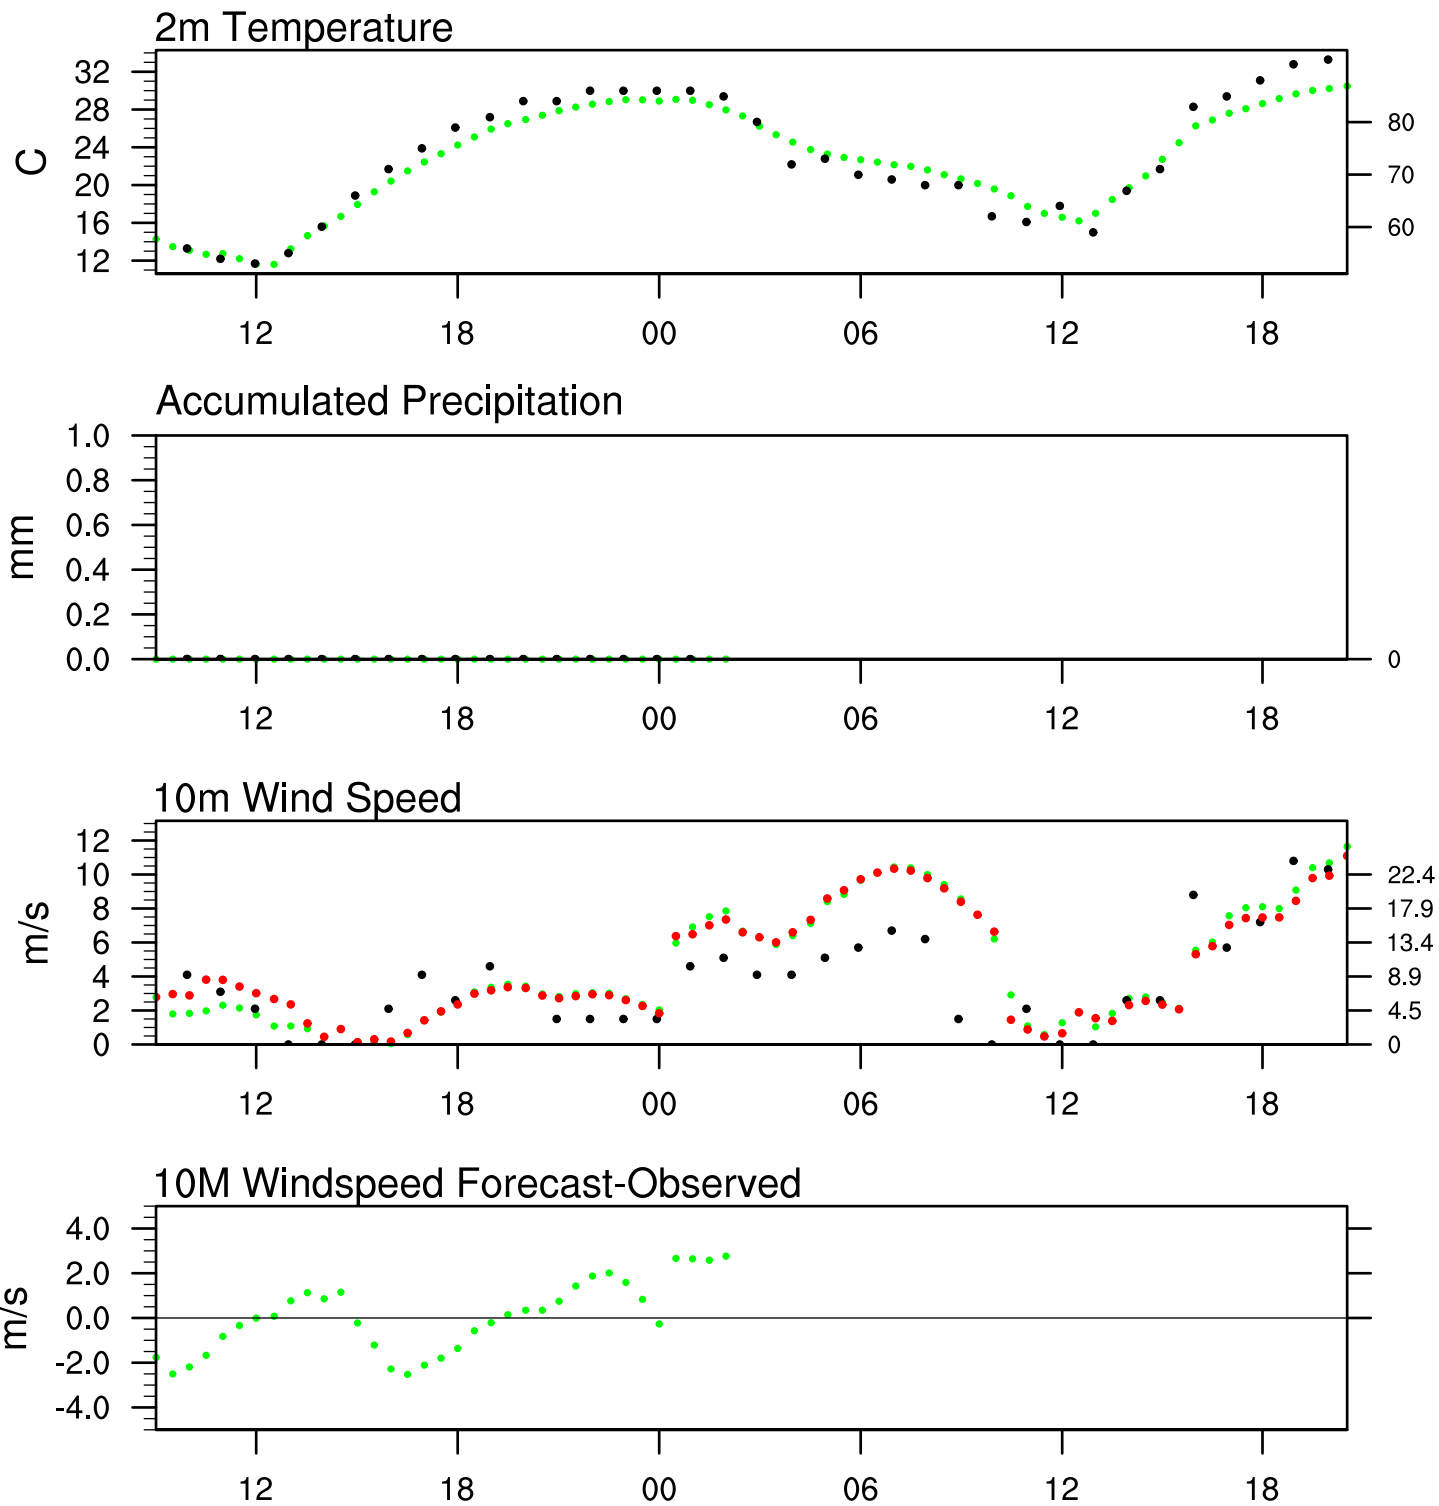 2m Temperature
32
28
24
20
16
12
C
80
70
60
12 18 00 06 12 18
Accumulated Precipitation
1.0
0.8
0.6
0.4
0.2
0.0
mm
0
12 18 00 06 12 18
10m Wind Speed
12
10
8
6
4
2
0
m/s
22.4
17.9
13.4
8.9
4.5
0
12 18 00 06 12 18
10M Windspeed Forecast-Observed
4.0
2.0
0.0
-2.0
-4.0
m/s
12 18 00 06 12 18